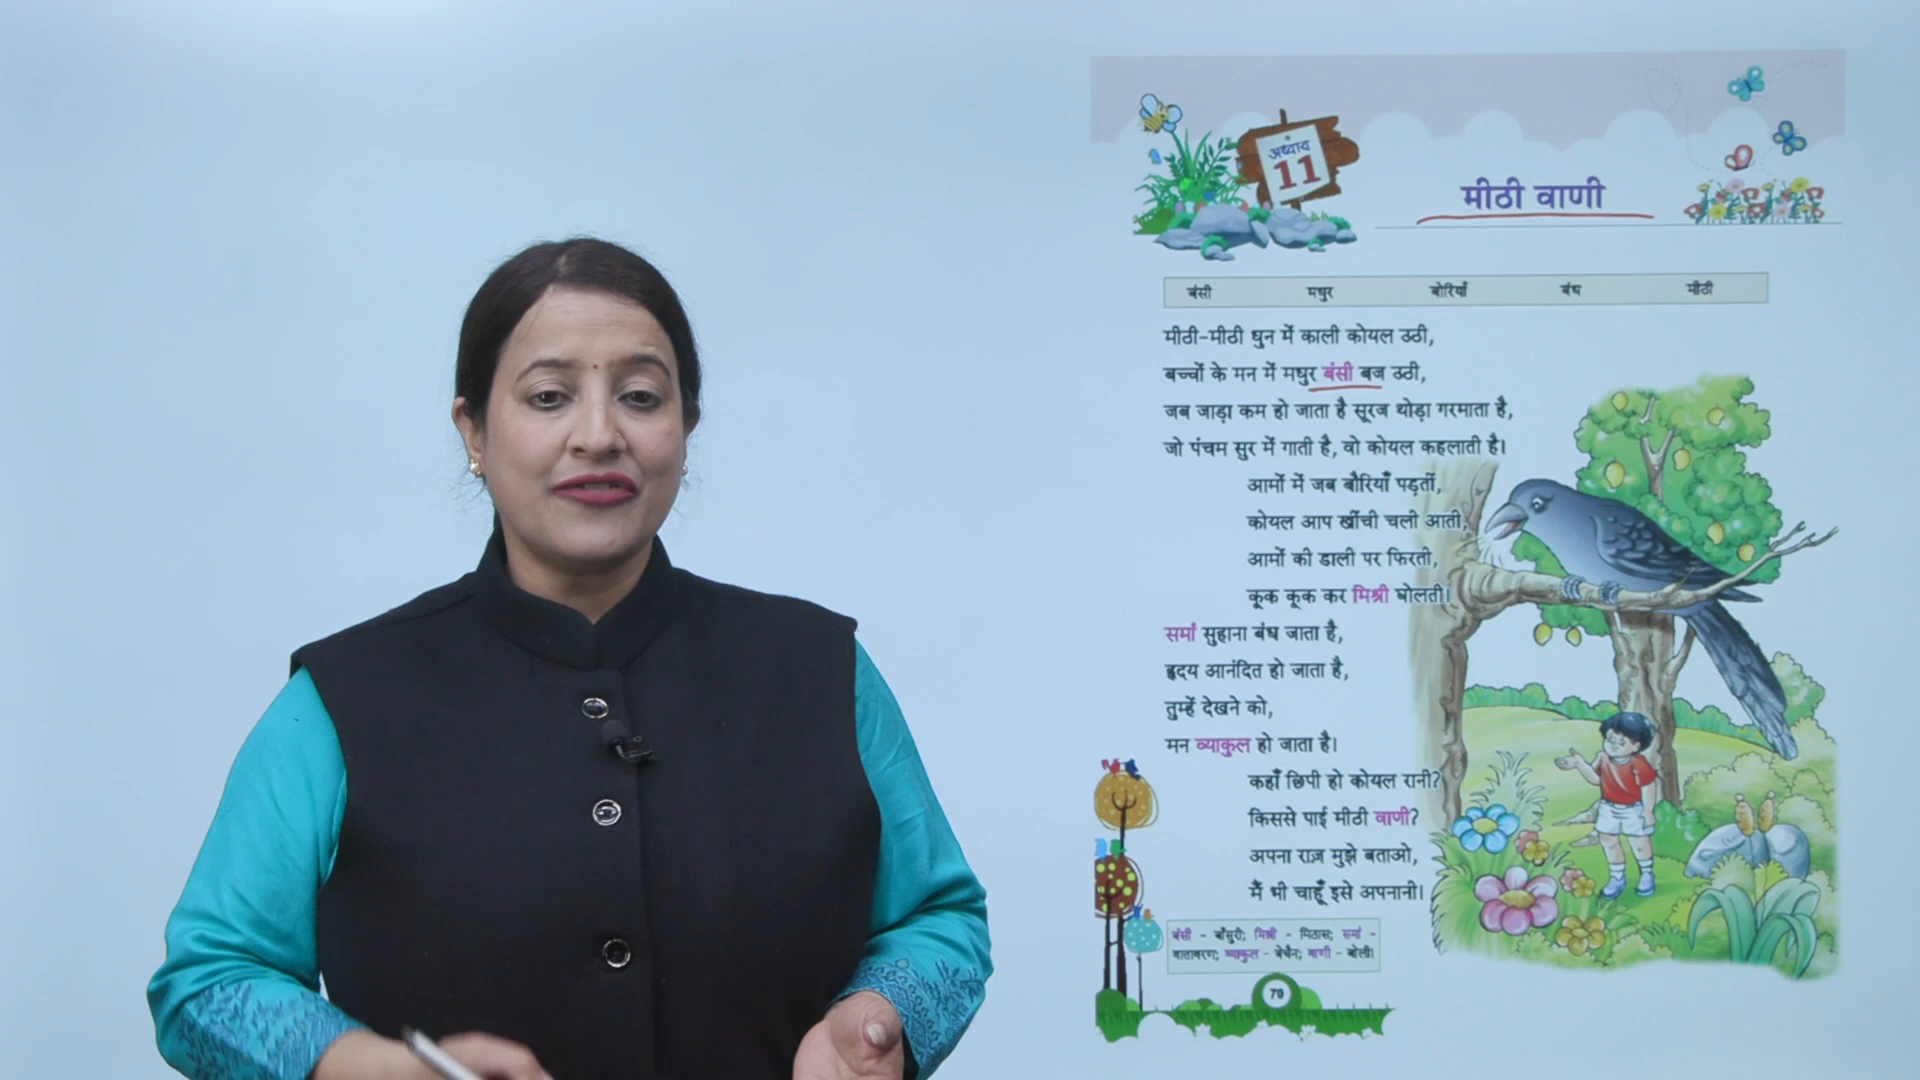 अध्याय
11
मीठी वाणी
बंसी मधुर बोरियाँ बंध मीठी
मीठी-मीठी धुन में काली कोयल उठी,
बच्चों के मन में मधुर बंसी बज उठी,
जब जाड़ा कम हो जाता है सूरज थोड़ा गरमाता है,
जो पंचम सुर में गाती है, वो कोयल कहलाती है।
आमों में जब बौरियाँ पड़तीं,
कोयल आप खींची चली आती,
आमों की डाली पर फिरती,
कूक कूक कर मिश्री घोलती।
समां सुहाना बंध जाता है,
हृदय आनंदित हो जाता है,
तुम्हें देखने को,
मन व्याकुल हो जाता है।
कहाँ छिपी हो कोयल रानी?
किससे पाई मीठी वाणी?
अपना राज़ मुझे बताओ,
मैं भी चाहूँ इसे अपनानी।
बंसी - बाँसुरी; मिश्री - मिठास; समां -
वातावरण; व्याकुल - बेचैन; वाणी - बोली।
70